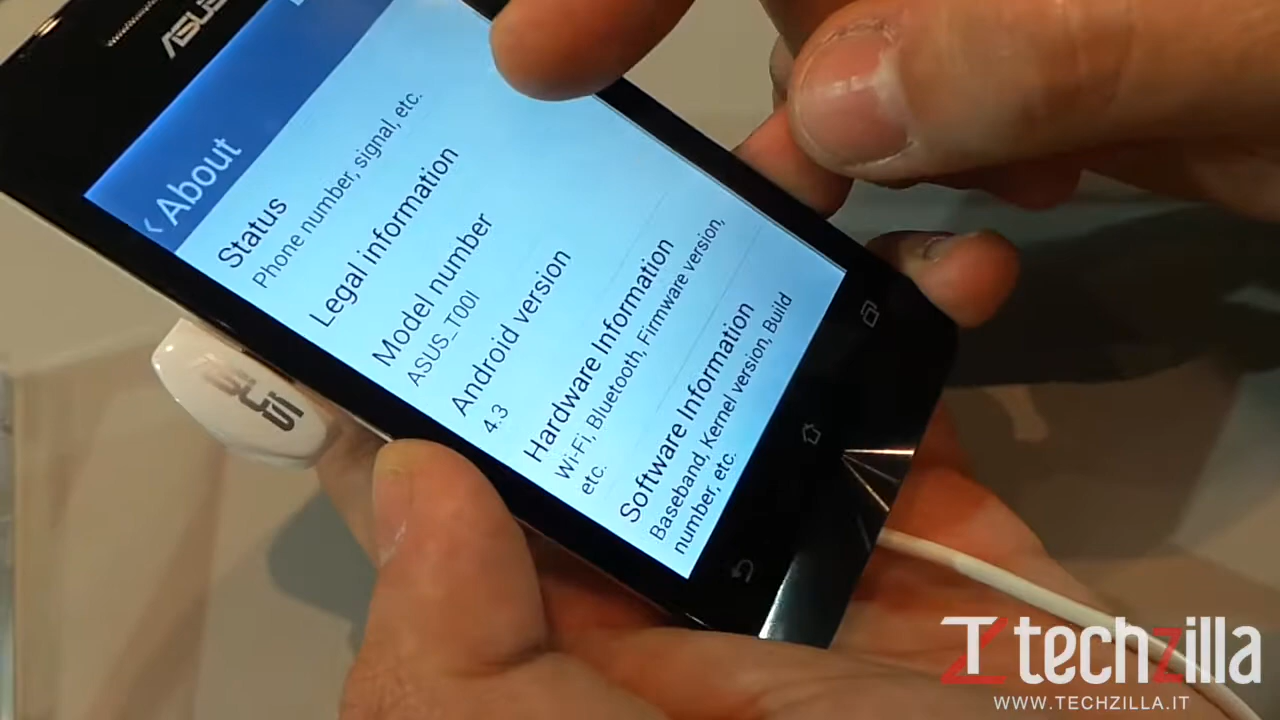 ASUS
‹ About
Status
Phone number, signal, etc.
Legal information
Model number
ASUS_T00I
Android version
4.3
Hardware Information
Wi-Fi, Bluetooth, Firmware version,
etc.
Software Information
Baseband, Kernel version, Build
number, etc.
ASUS
techzilla
WWW.TECHZILLA.IT